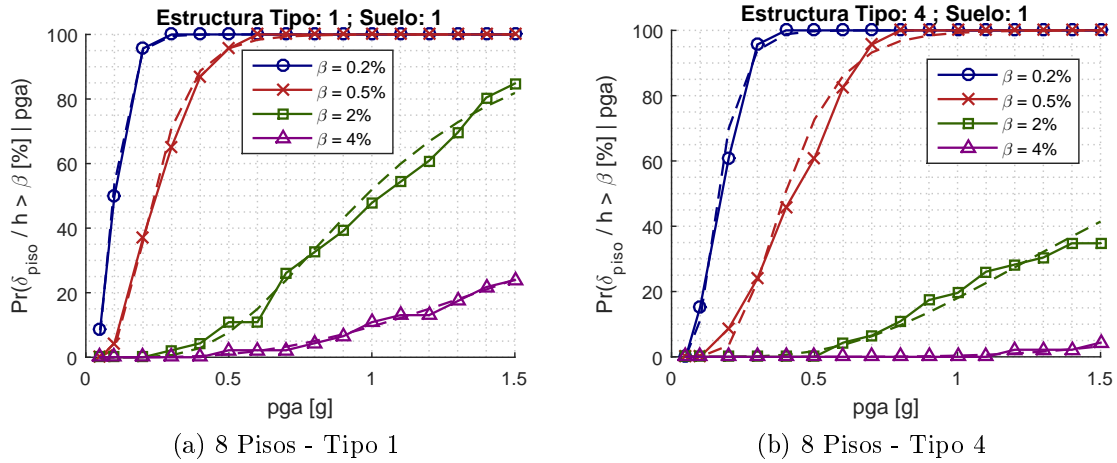 Estructura Tipo: 1 ; Suelo: 1
100
80
60
40
20
0
Pr(δpiso / h > β [%] | pga)
β = 0.2%
β = 0.5%
β = 2%
β = 4%
0
0.5
1
1.5
pga [g]
(a) 8 Pisos - Tipo 1
Estructura Tipo: 4 ; Suelo: 1
100
80
60
40
20
0
Pr(δpiso / h > β [%] | pga)
β = 0.2%
β = 0.5%
β = 2%
β = 4%
0
0.5
1
1.5
pga [g]
(b) 8 Pisos - Tipo 4